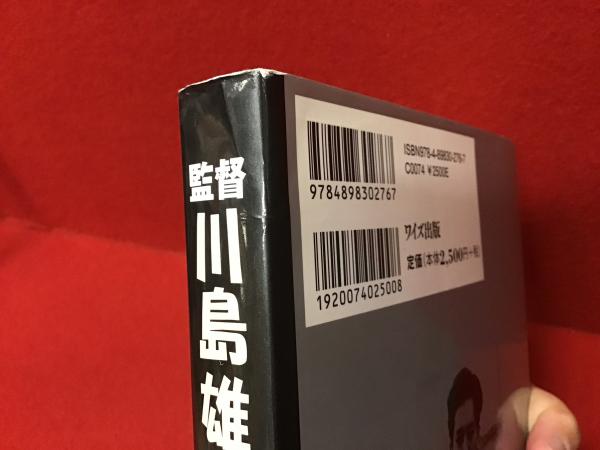 監督
川島雄
ISBN978-4-89830-276-7
C0074 ¥2500E
9784898302767
ワイズ出版
定価(本体2,500円+税)
1920074025008